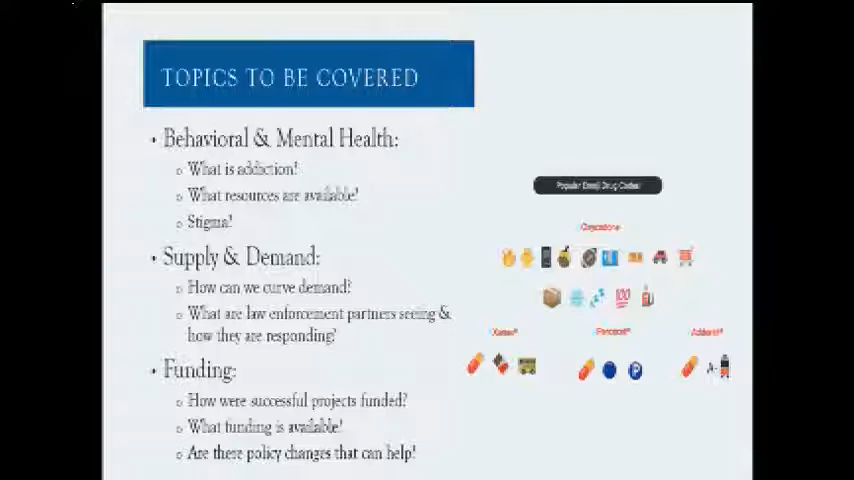 TOPICS TO BE COVERED
• Behavioral & Mental Health:
o What is addiction?
o What resources are available?
o Stigma?
• Supply & Demand:
o How can we curve demand?
o What are law enforcement partners seeing &
how they are responding?
• Funding:
o How were successful projects funded?
o What funding is available?
o Are there policy changes that can help?
Popular Emoji Drug Codes
Xanax®
Percocet®
Adderall®